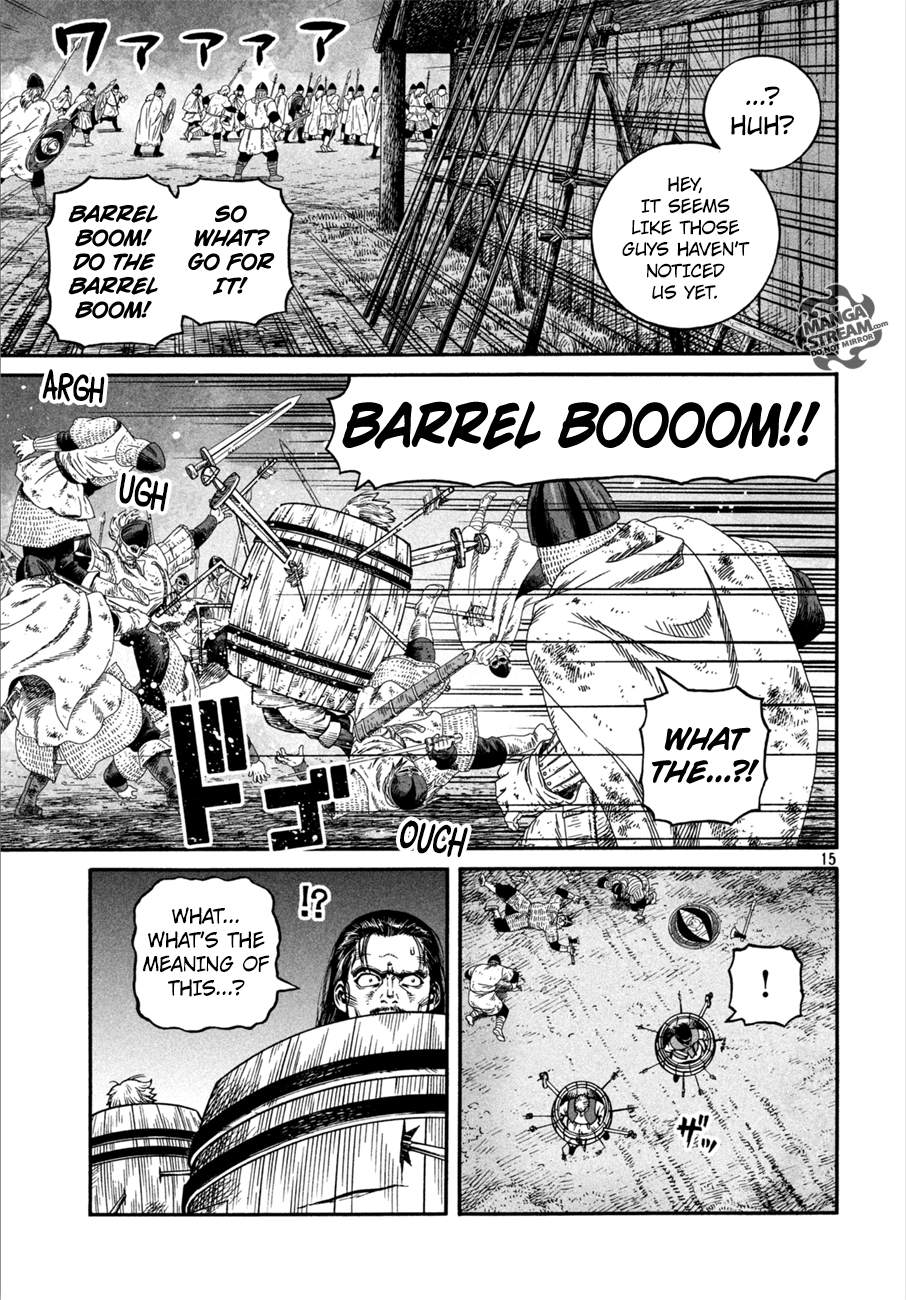 ワァァァァ
...?
HUH?
HEY,
IT SEEMS
LIKE THOSE
GUYS HAVEN'T
NOTICED
US YET.
SO
WHAT?
GO FOR
IT!
BARREL
BOOM!
DO THE
BARREL
BOOM!
MANGA
STREAM.com
DO NOT MIRROR
BARREL BOOOOM!!
ARGH
UGH
WHAT
THE...?!
ドゴ
OUCH
15
!
ザッ
!?
WHAT...
WHAT'S THE
MEANING OF
THIS...?